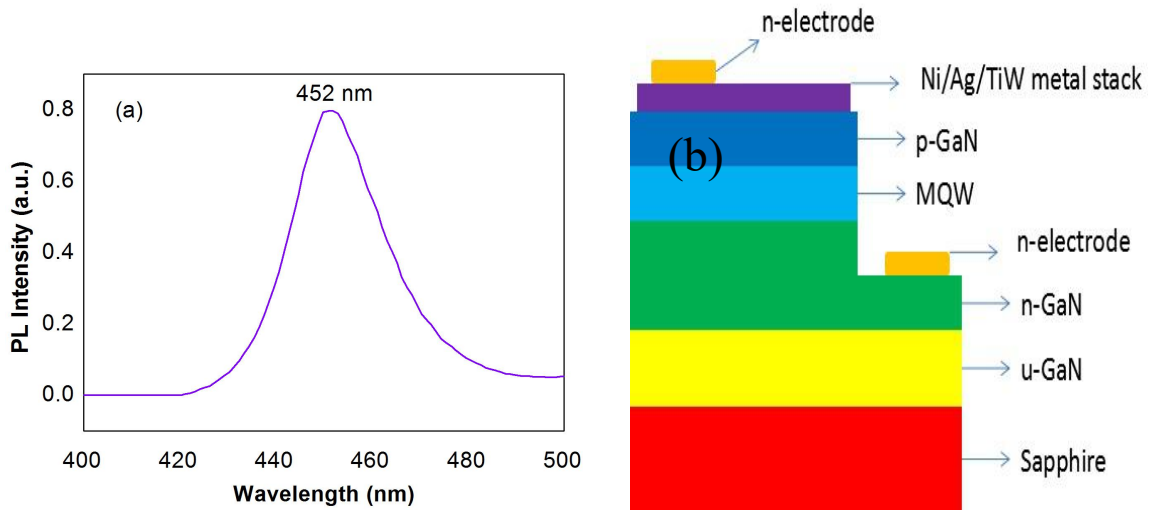 (a)
452 nm
PL Intensity (a.u.)
0.8
0.6
0.4
0.2
0.0
400 420 440 460 480 500
Wavelength (nm)
(b)
n-electrode
Ni/Ag/TiW metal stack
p-GaN
MQW
n-electrode
n-GaN
u-GaN
Sapphire